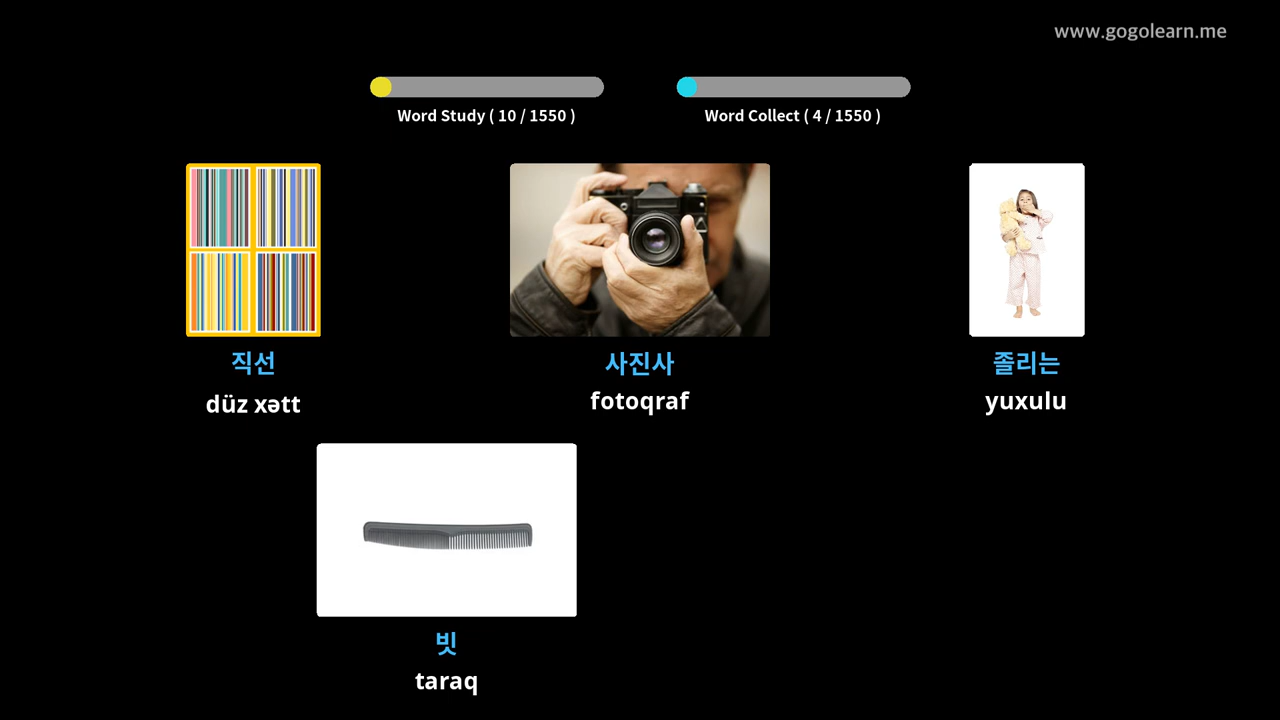 www.gogolearn.me
Word Study ( 10 / 1550 )
Word Collect ( 4 / 1550 )
직선
düz xətt
사진사
fotoqraf
졸리는
yuxulu
빗
taraq